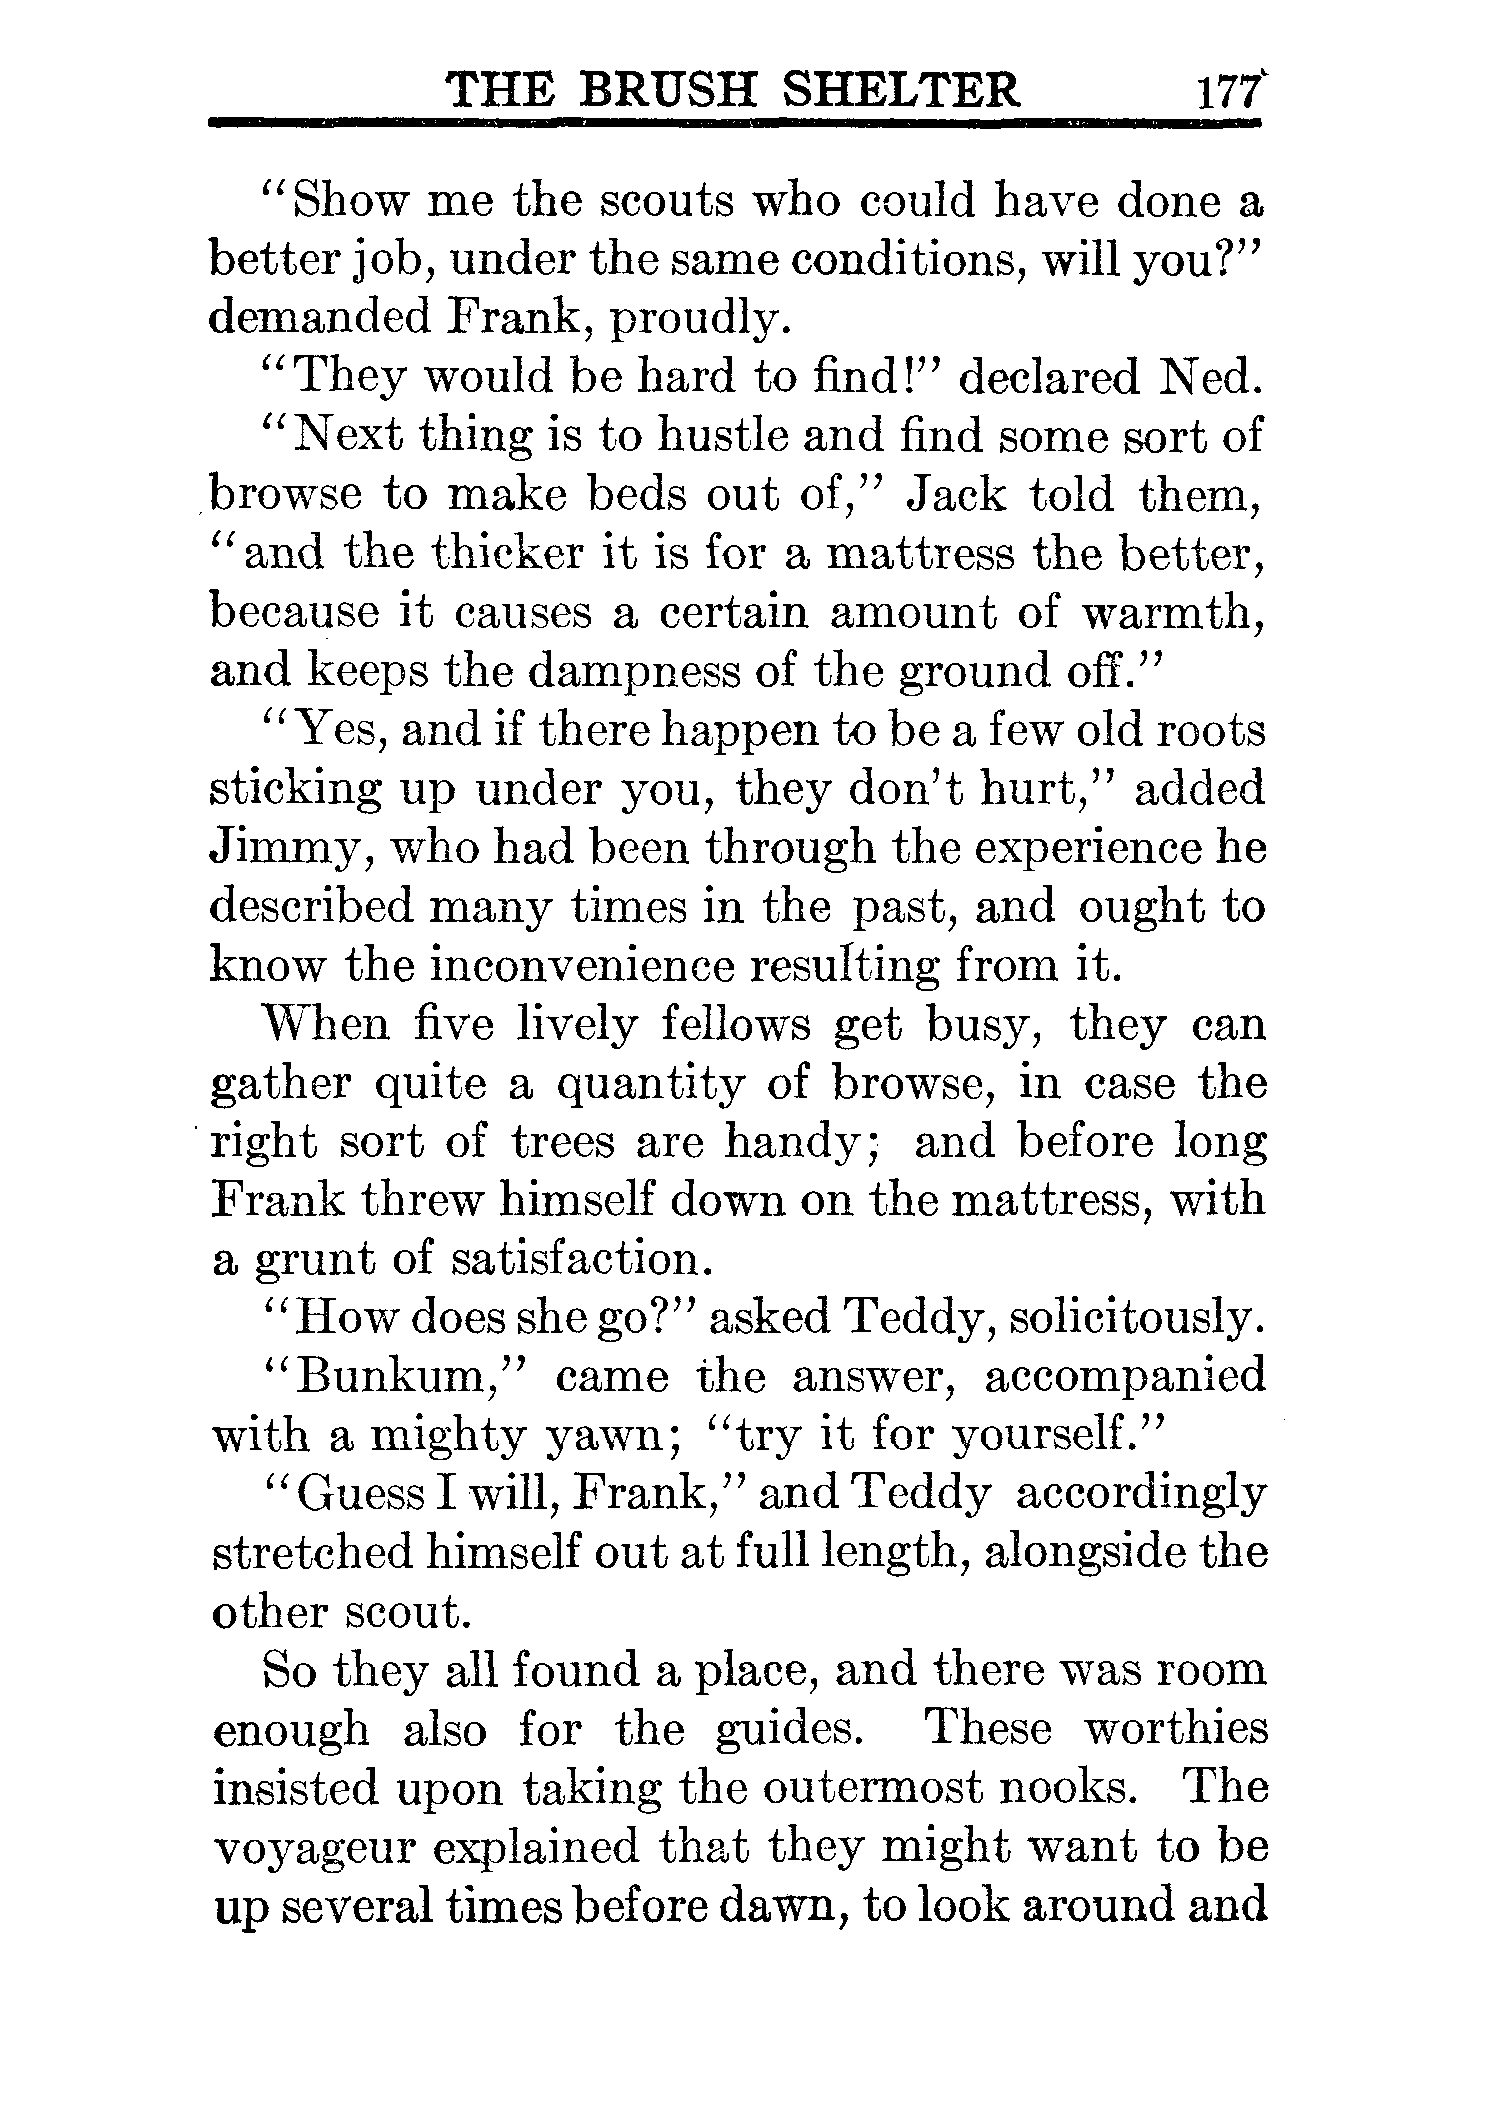 THE BRUSH SHELTER 177
"Show me the scouts who could have done a
better job, under the same conditions, will you?"
demanded Frank, proudly.
"They would be hard to find!" declared Ned.
"Next thing is to hustle and find some sort of
browse to make beds out of," Jack told them,
"and the thicker it is for a mattress the better,
because it causes a certain amount of warmth,
and keeps the dampness of the ground off."
"Yes, and if there happen to be a few old roots
sticking up under you, they don't hurt," added
Jimmy, who had been through the experience he
described many times in the past, and ought to
know the inconvenience resulting from it.
When five lively fellows get busy, they can
gather quite a quantity of browse, in case the
right sort of trees are handy; and before long
Frank threw himself down on the mattress, with
a grunt of satisfaction.
"How does she go?" asked Teddy, solicitously.
"Bunkum," came the answer, accompanied
with a mighty yawn; "try it for yourself."
"Guess I will, Frank," and Teddy accordingly
stretched himself out at full length, alongside the
other scout.
So they all found a place, and there was room
enough also for the guides. These worthies
insisted upon taking the outermost nooks. The
voyageur explained that they might want to be
up several times before dawn, to look around and